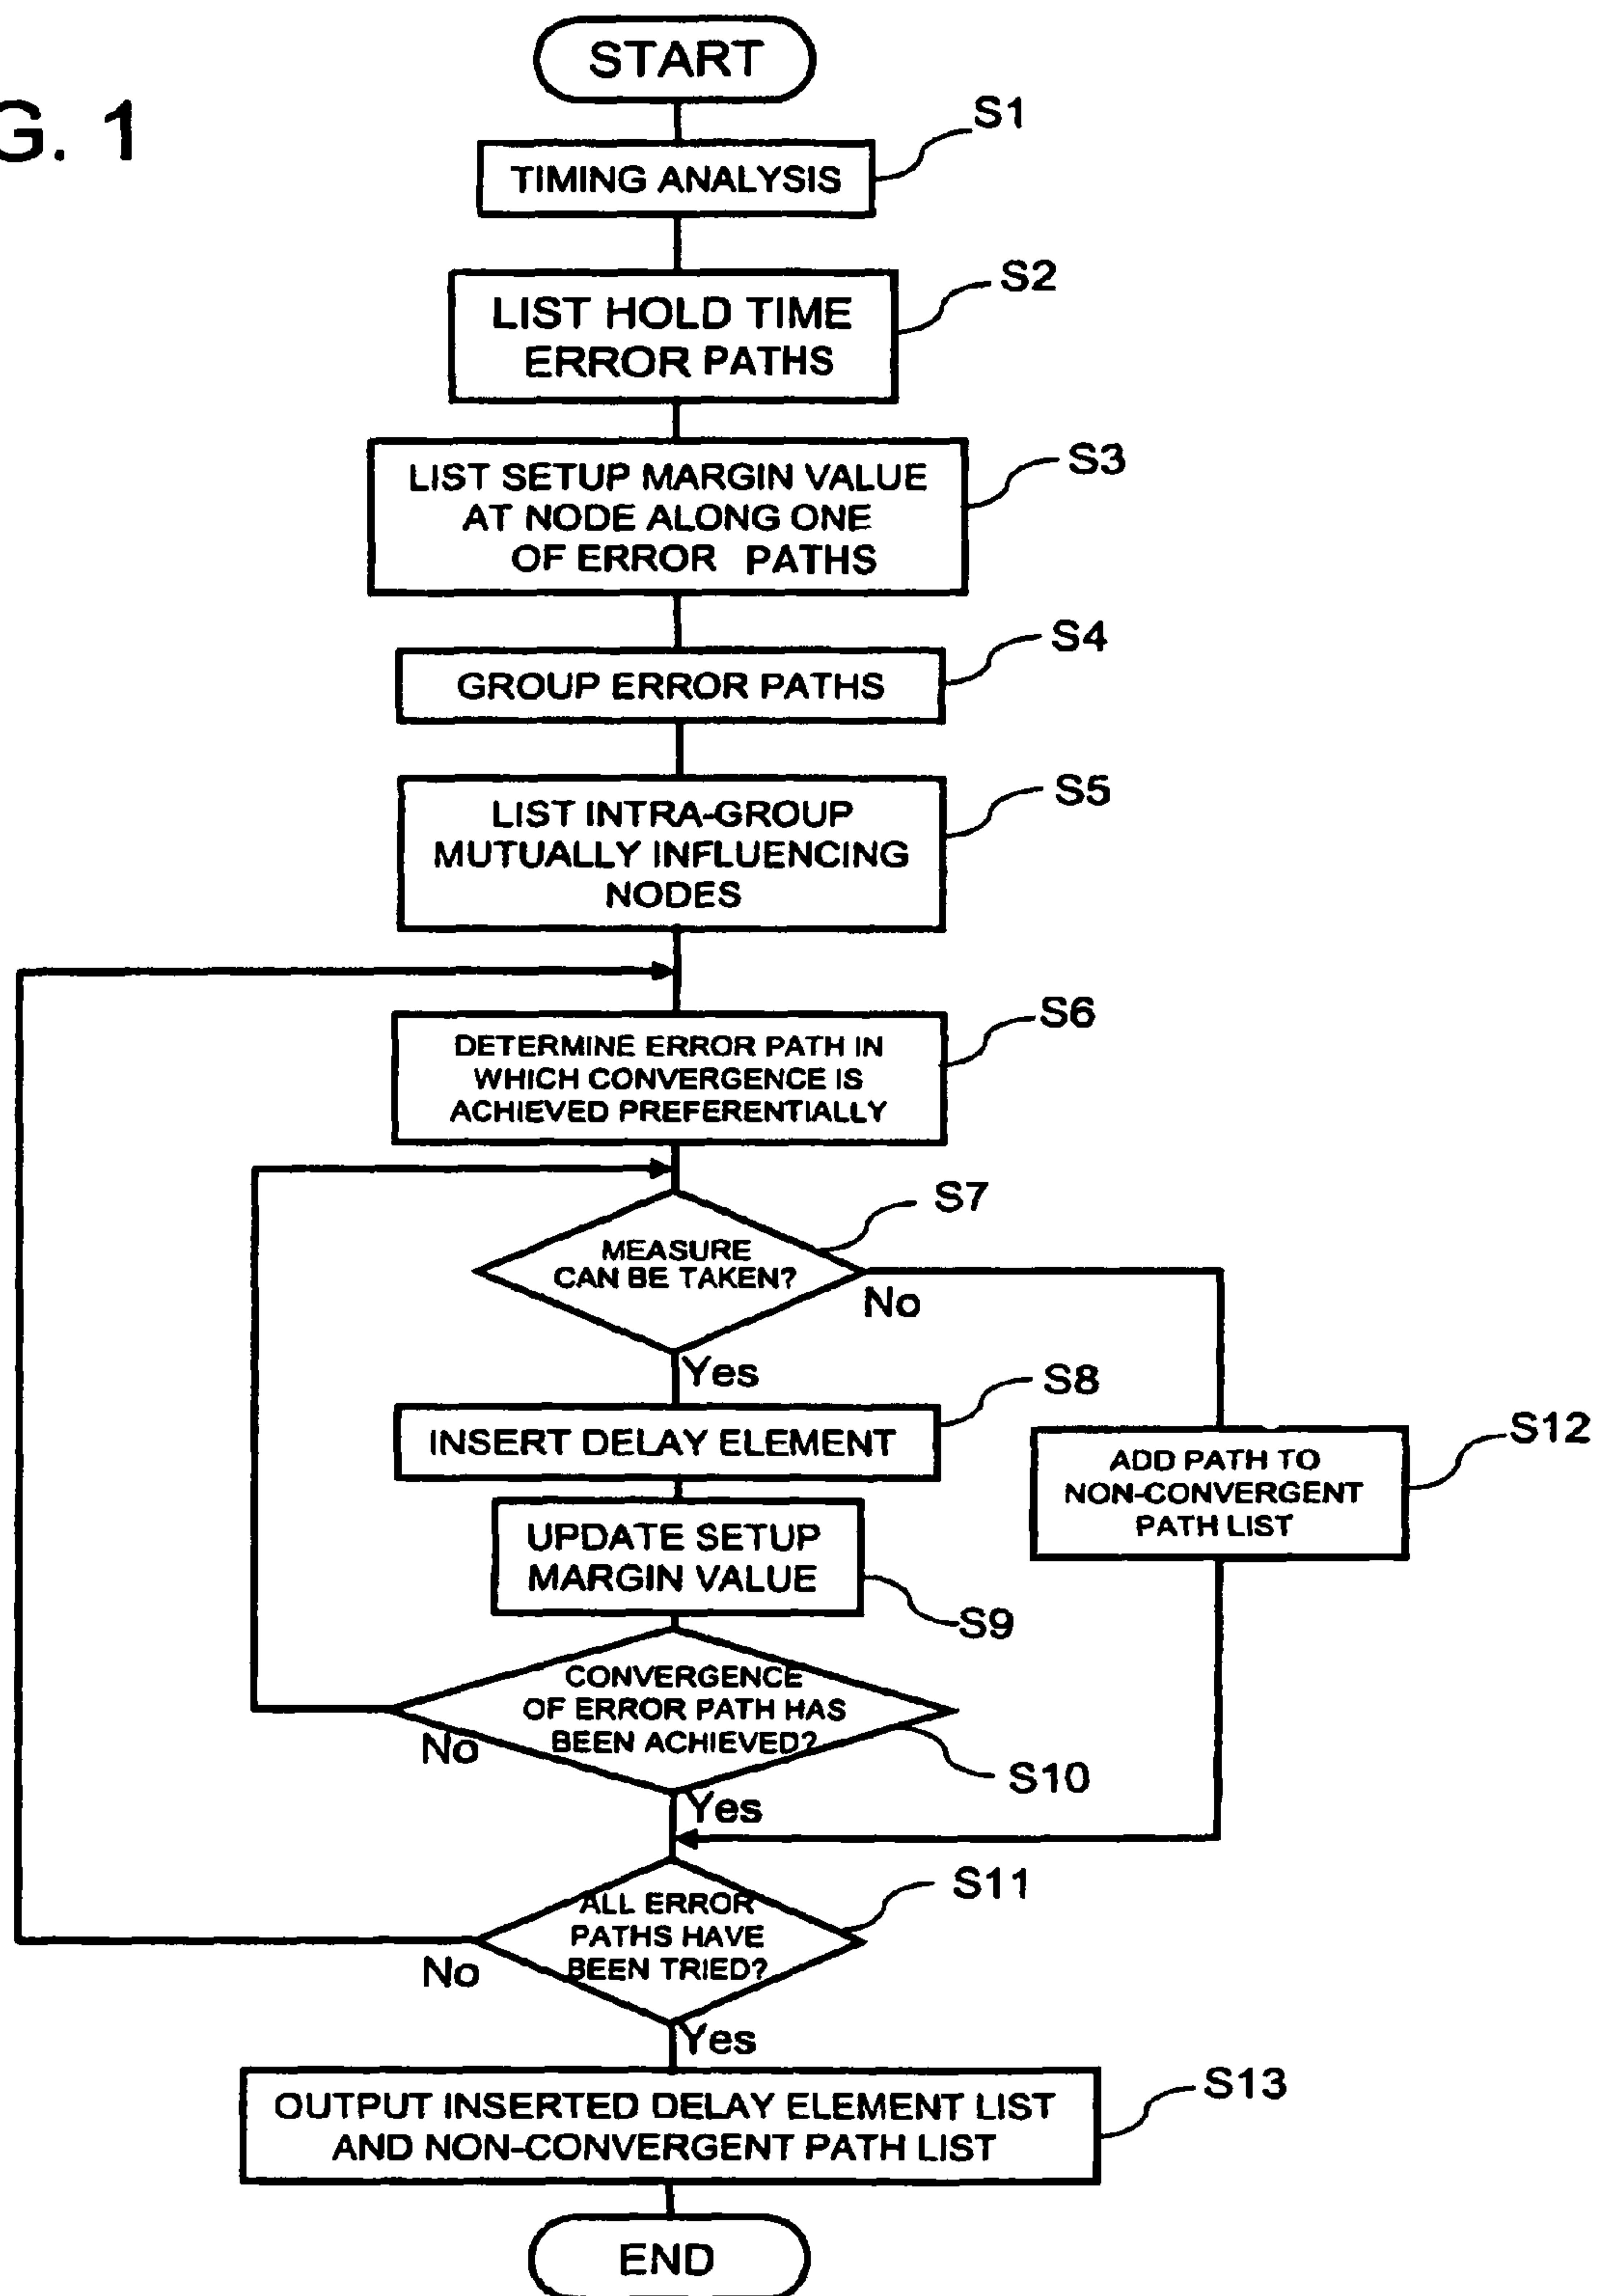 G. 1
START
S1
TIMING ANALYSIS
S2
LIST HOLD TIME
ERROR PATHS
S3
LIST SETUP MARGIN VALUE
AT NODE ALONG ONE
OF ERROR PATHS
S4
GROUP ERROR PATHS
S5
LIST INTRA-GROUP
MUTUALLY INFLUENCING
NODES
S6
DETERMINE ERROR PATH IN
WHICH CONVERGENCE IS
ACHIEVED PREFERENTIALLY
S7
MEASURE
CAN BE TAKEN?
No
Yes
S8
INSERT DELAY ELEMENT
S12
ADD PATH TO
NON-CONVERGENT
PATH LIST
UPDATE SETUP
MARGIN VALUE
S9
CONVERGENCE
OF ERROR PATH HAS
BEEN ACHIEVED?
No
S10
Yes
S11
ALL ERROR
PATHS HAVE
BEEN TRIED?
No
Yes
S13
OUTPUT INSERTED DELAY ELEMENT LIST
AND NON-CONVERGENT PATH LIST
END